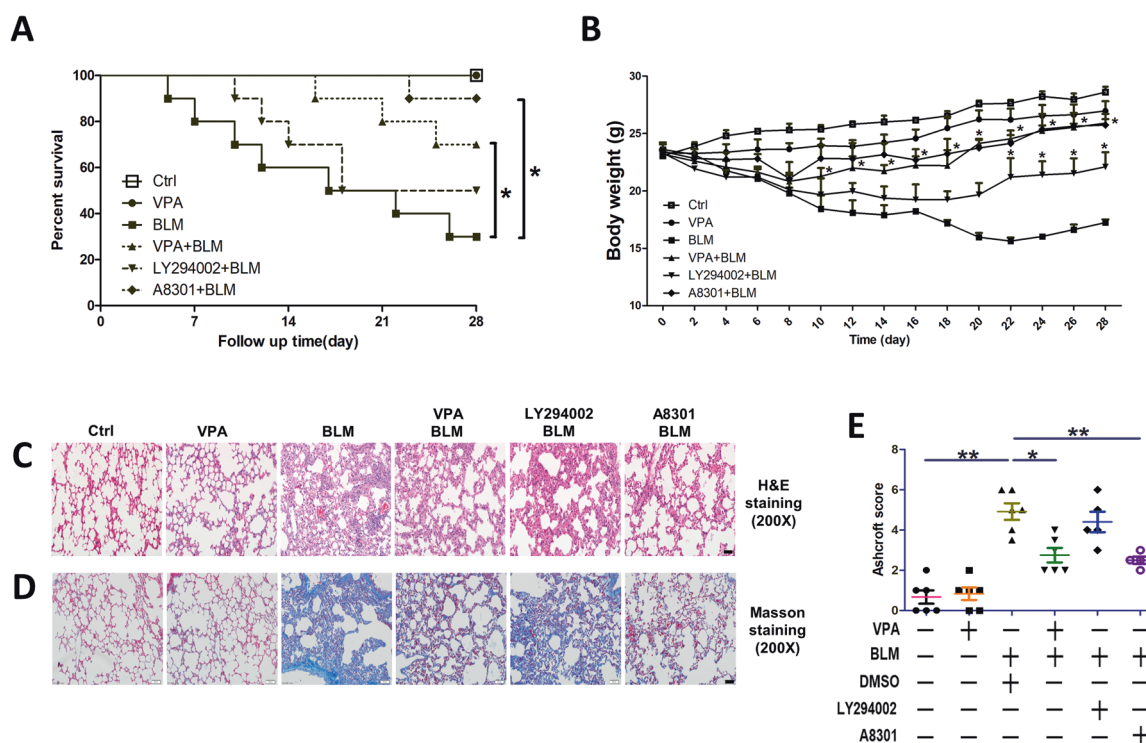 A
B
100
80
60
40
20
0
Percent survival
0 7 14 21 28
Follow up time(day)
Ctrl
VPA
BLM
VPA+BLM
LY294002+BLM
A8301+BLM
*
*
30
25
20
15
10
Body weight (g)
0 2 4 6 8 10 12 14 16 18 20 22 24 26 28
Time (day)
Ctrl
VPA
BLM
VPA+BLM
LY294002+BLM
A8301+BLM
* * * * * * * * * *
* * * *
C
Ctrl
VPA
BLM
VPA
BLM
LY294002
BLM
A8301
BLM
H&E
staining
(200X)
D
Masson
staining
(200X)
E
**
** *
8
6
4
2
0
Ashcroft score
VPA — + — + — —
BLM — — + + + +
DMSO — — + — — —
LY294002 — — — — + —
A8301 — — — — — +